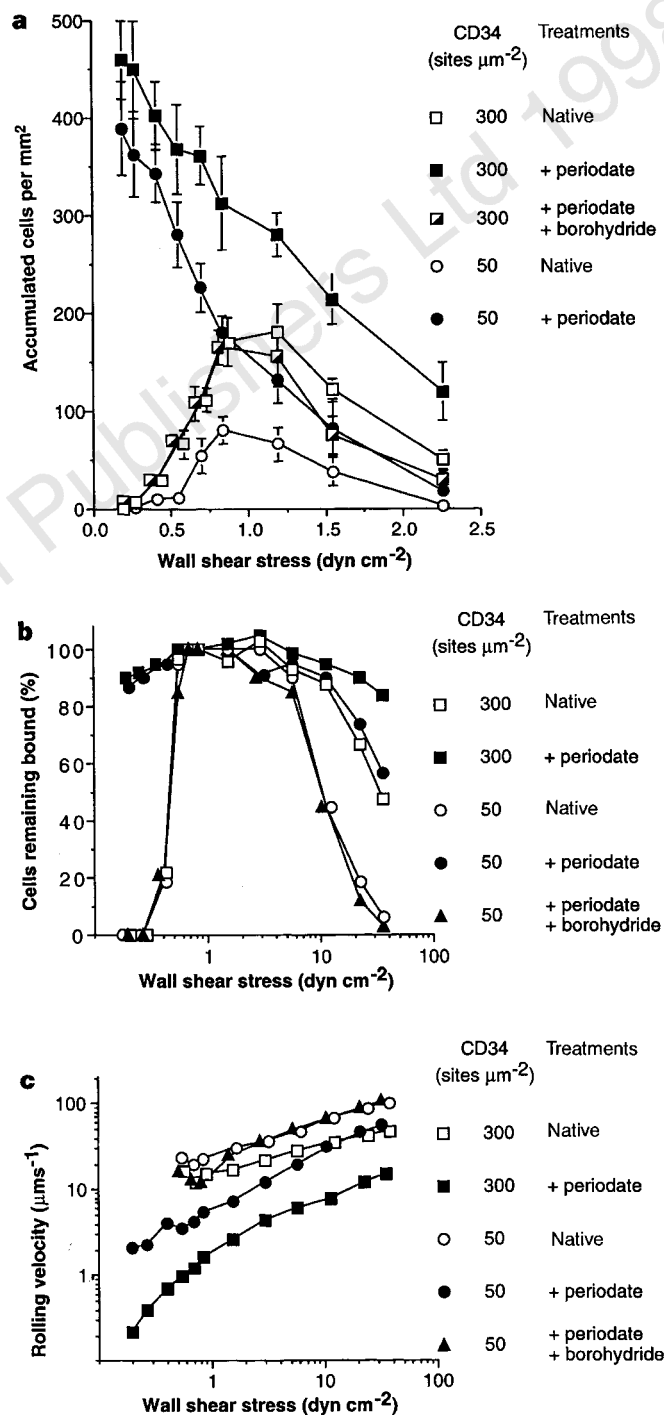 a
CD34
(sites μm-2)
Treatments
300 Native
300 + periodate
300 + periodate
+ borohydride
50 Native
50 + periodate
500
400
300
200
100
0
Accumulated cells per mm2
0.0 0.5 1.0 1.5 2.0 2.5
Wall shear stress (dyn cm-2)
Publishers Ltd 1998
b
CD34
(sites μm-2)
Treatments
300 Native
300 + periodate
50 Native
50 + periodate
50 + periodate
+ borohydride
100
80
60
40
20
0
Cells remaining bound (%)
1 10 100
Wall shear stress (dyn cm-2)
c
CD34
(sites μm-2)
Treatments
300 Native
300 + periodate
50 Native
50 + periodate
50 + periodate
+ borohydride
100
10
1
Rolling velocity (μms-1)
1 10 100
Wall shear stress (dyn cm-2)